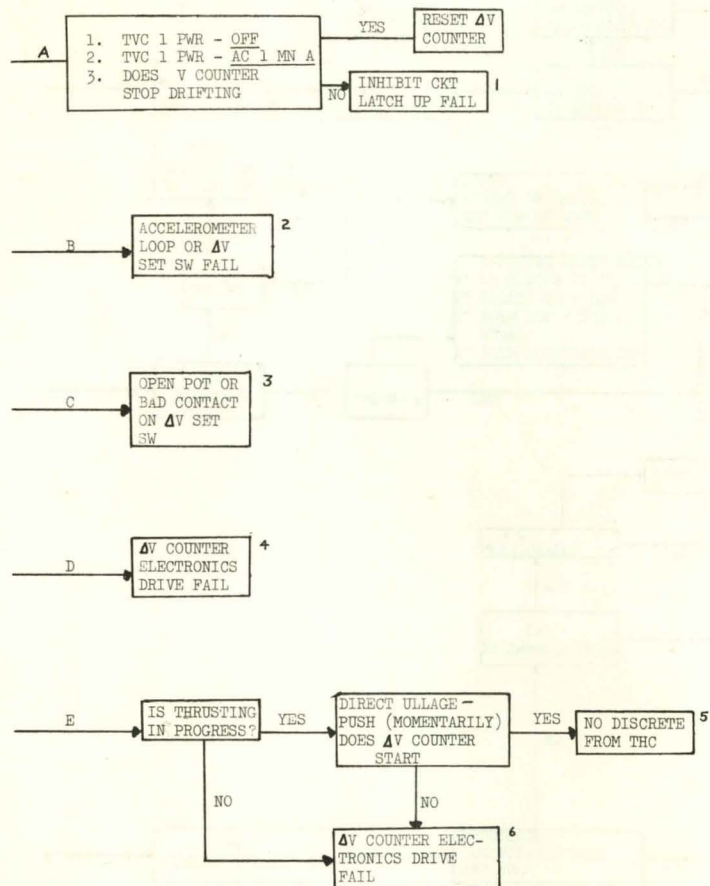 A
1. TVC 1 PWR - OFF
2. TVC 1 PWR - AC 1 MN A
3. DOES V COUNTER
STOP DRIFTING
YES
RESET ΔV
COUNTER
NO
INHIBIT CKT
LATCH UP FAIL
1
B
ACCELEROMETER
LOOP OR ΔV
SET SW FAIL
2
C
OPEN POT OR
BAD CONTACT
ON ΔV SET
SW
3
D
ΔV COUNTER
ELECTRONICS
DRIVE FAIL
4
E
IS THRUSTING
IN PROGRESS?
YES
DIRECT ULLAGE —
PUSH (MOMENTARILY)
DOES ΔV COUNTER
START
YES
NO DISCRETE
FROM THC
5
NO
NO
ΔV COUNTER ELEC-
TRONICS DRIVE
FAIL
6